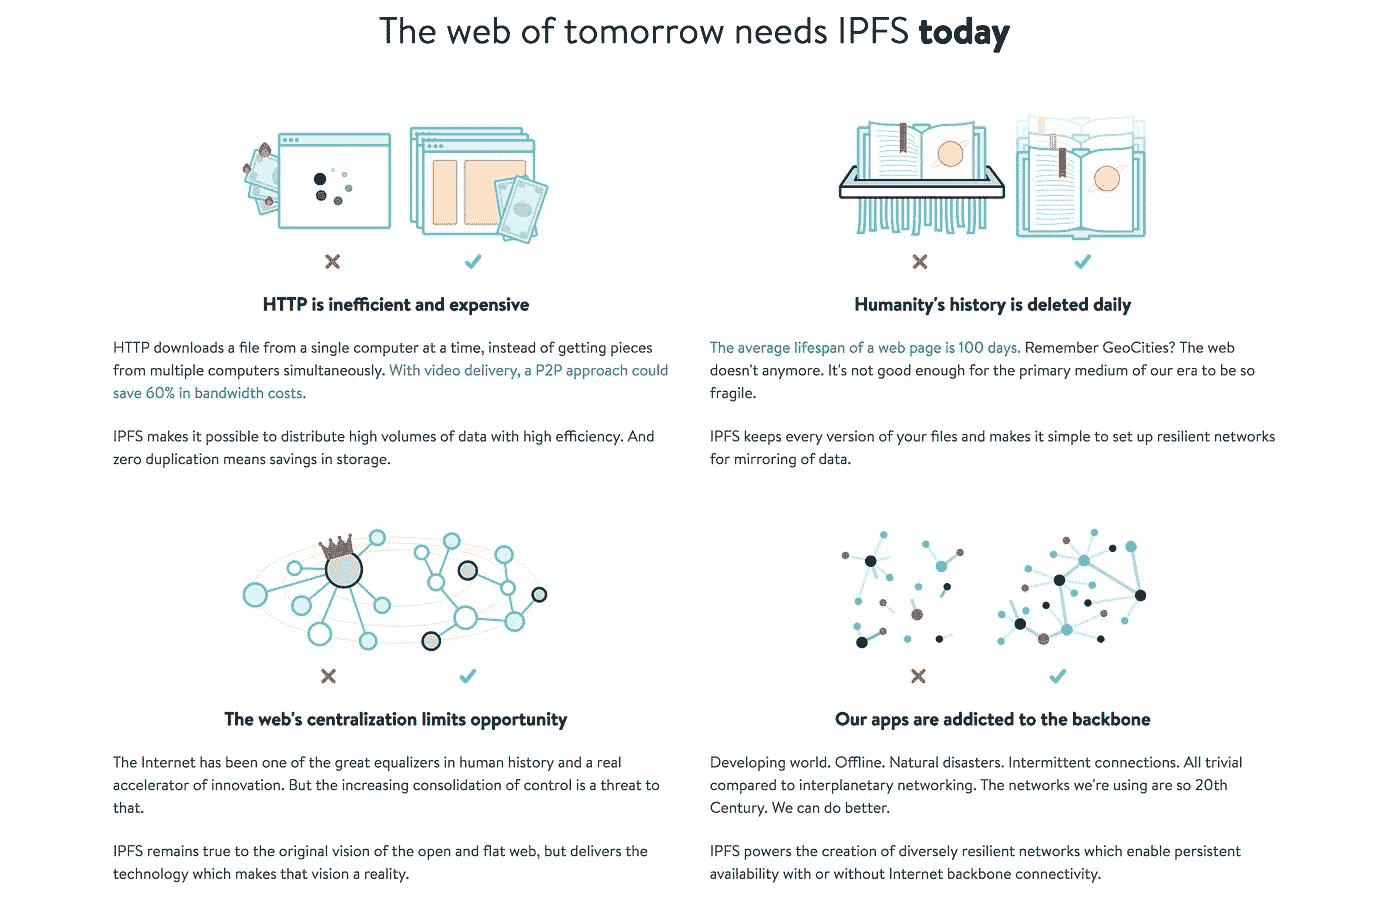 The web of tomorrow needs IPFS today
HTTP is inefficient and expensive
HTTP downloads a file from a single computer at a time, instead of getting pieces
from multiple computers simultaneously. With video delivery, a P2P approach could
save 60% in bandwidth costs.
IPFS makes it possible to distribute high volumes of data with high efficiency. And
zero duplication means savings in storage.
Humanity's history is deleted daily
The average lifespan of a web page is 100 days. Remember GeoCities? The web
doesn't anymore. It's not good enough for the primary medium of our era to be so
fragile.
IPFS keeps every version of your files and makes it simple to set up resilient networks
for mirroring of data.
The web's centralization limits opportunity
The Internet has been one of the great equalizers in human history and a real
accelerator of innovation. But the increasing consolidation of control is a threat to
that.
IPFS remains true to the original vision of the open and flat web, but delivers the
technology which makes that vision a reality.
Our apps are addicted to the backbone
Developing world. Offline. Natural disasters. Intermittent connections. All trivial
compared to interplanetary networking. The networks we're using are so 20th
Century. We can do better.
IPFS powers the creation of diversely resilient networks which enable persistent
availability with or without Internet backbone connectivity.